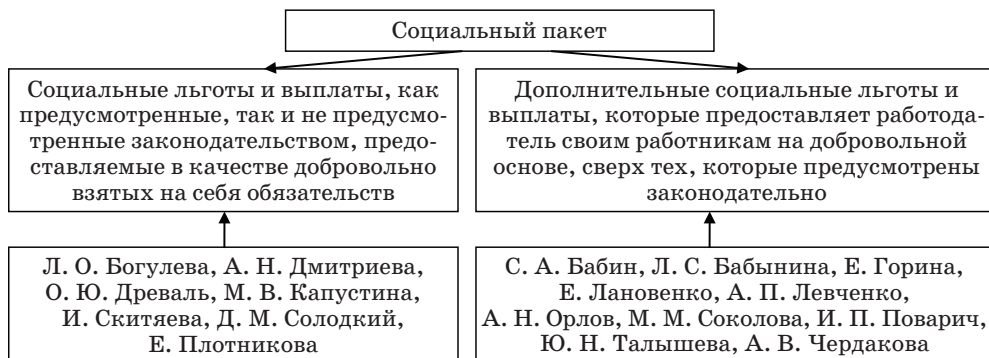 Социальный пакет
Социальные льготы и выплаты, как
предусмотренные, так и не предусмо-
тренные законодательством, предо-
ставляемые в качестве добровольно
взятых на себя обязательств
Дополнительные социальные льготы и
выплаты, которые предоставляет работода-
тель своим работникам на добровольной
основе, сверх тех, которые предусмотрены
законодательно
Л. О. Богулева, А. Н. Дмитриева,
О. Ю. Древаль, М. В. Капустина,
И. Скитяева, Д. М. Солодкий,
Е. Плотникова
С. А. Бабин, Л. С. Бабынина, Е. Горина,
Е. Лановенко, А. П. Левченко,
А. Н. Орлов, М. М. Соколова, И. П. Поварич,
Ю. Н. Талышева, А. В. Чердакова